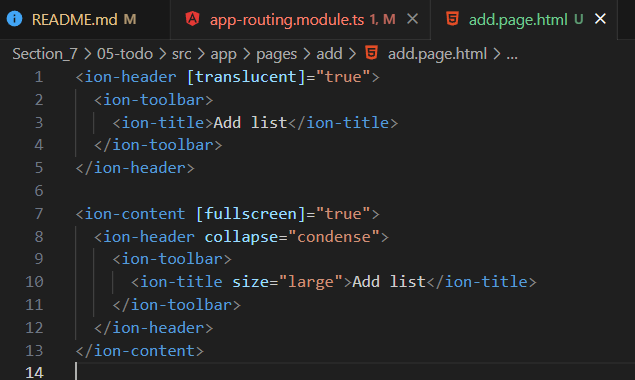 README.md M app-routing.module.ts 1, M add.page.html U
Section_7 > 05-todo > src > app > pages > add > add.page.html > ...
1 <ion-header [translucent]="true">
2 <ion-toolbar>
3 <ion-title>Add list</ion-title>
4 </ion-toolbar>
5 </ion-header>
6
7 <ion-content [fullscreen]="true">
8 <ion-header collapse="condense">
9 <ion-toolbar>
10 <ion-title size="large">Add list</ion-title>
11 </ion-toolbar>
12 </ion-header>
13 </ion-content>
14